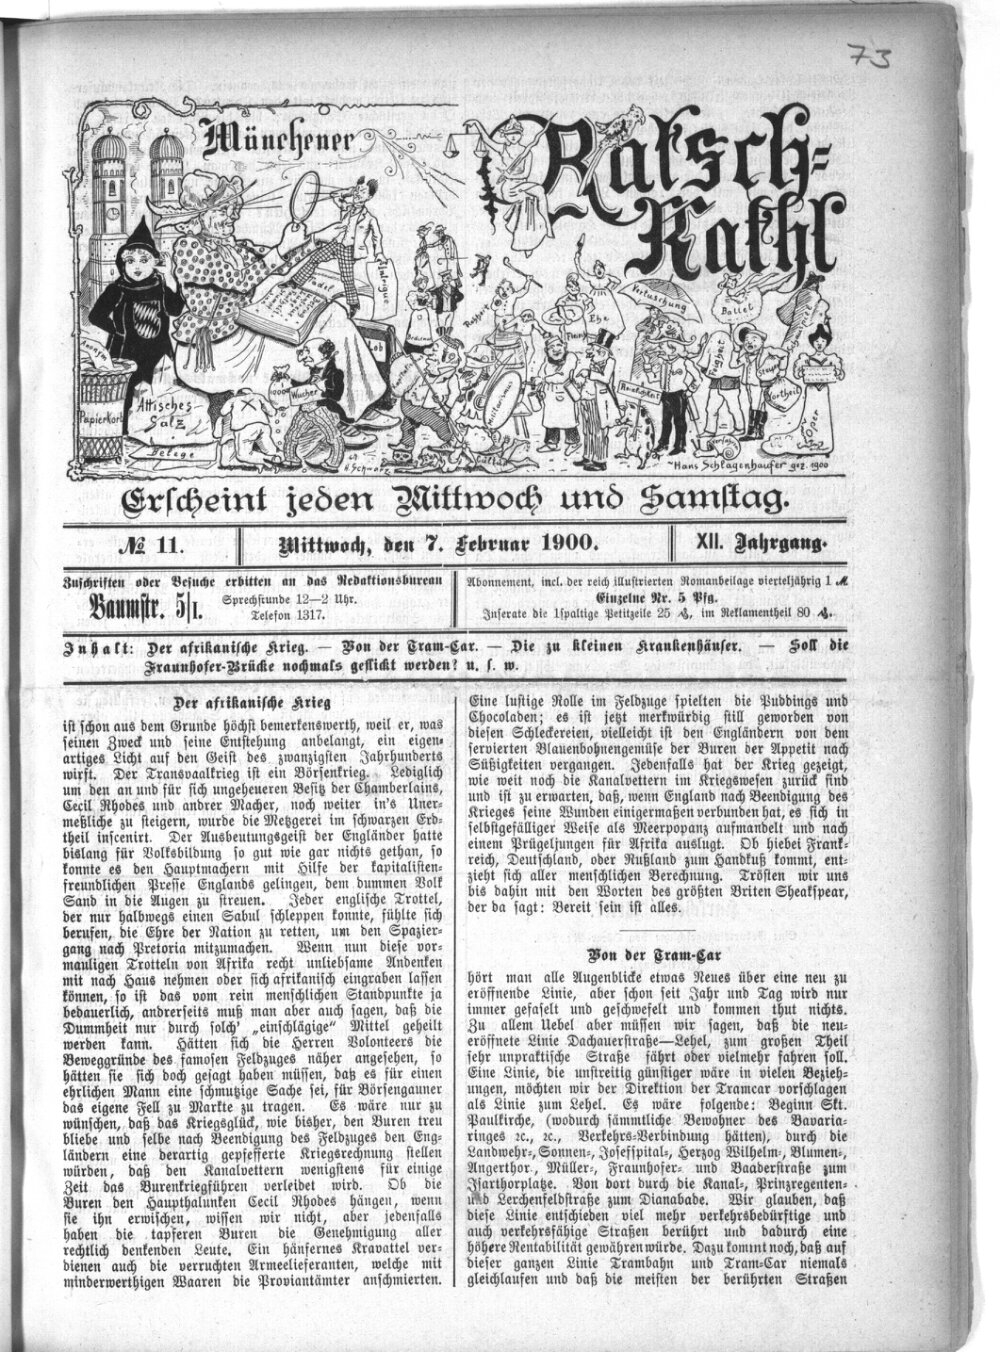 73
Münchener
Ratsch-
Kathl
Anonym
Papierkorb
Attisches
Salz
Belege
Wucher
Lob
Verluschung
Ballet
Ehe
Reinlichkeit
Vortheil
Cultur
H. Schwarz
Hans Schlagenhaufer gez. 1900
Erscheint jeden Mittwoch und Samstag.
№ 11.
Mittwoch, den 7. Februar 1900.
XII. Jahrgang.
Zuschriften oder Besuche erbitten an das Redaktionsbureau
Baumstr. 5/I.
Sprechstunde 12—2 Uhr.
Telefon 1317.
Abonnement, incl. der reich illustrierten Romanbeilage vierteljährig 1 ℳ
Einzelne Nr. 5 Pfg.
Inserate die 1spaltige Petitzeile 25 ₰, im Reklamentheil 80 ₰.
Inhalt: Der afrikanische Krieg. — Von der Tram-Car. — Die zu kleinen Krankenhäuser. — Soll die
Fraunhofer-Brücke nochmals geflickt werden? u. s. w.
Der afrikanische Krieg
ist schon aus dem Grunde höchst bemerkenswerth, weil er, was
seinen Zweck und seine Entstehung anbelangt, ein eigen-
artiges Licht auf den Geist des zwanzigsten Jahrhunderts
wirft. Der Transvaalkrieg ist ein Börsenkrieg. Lediglich
um den an und für sich ungeheueren Besitz der Chamberlains,
Cecil Rhodes und andrer Macher, noch weiter in's Uner-
meßliche zu steigern, wurde die Metzgerei im schwarzen Erd-
theil inscenirt. Der Ausbeutungsgeist der Engländer hatte
bislang für Volksbildung so gut wie gar nichts gethan, so
konnte es den Hauptmachern mit Hilfe der kapitalisten-
freundlichen Presse Englands gelingen, dem dummen Volk
Sand in die Augen zu streuen. Jeder englische Trottel,
der nur halbwegs einen Sabul schleppen konnte, fühlte sich
berufen, die Ehre der Nation zu retten, um den Spazier-
gang nach Pretoria mitzumachen. Wenn nun diese vor-
mauligen Trotteln von Afrika recht unliebsame Andenken
mit nach Haus nehmen oder sich afrikanisch eingraben lassen
können, so ist das vom rein menschlichen Standpunkte ja
bedauerlich, andrerseits muß man aber auch sagen, daß die
Dummheit nur durch solch' „einschlägige" Mittel geheilt
werden kann. Hätten sich die Herren Volonteers die
Beweggründe des famosen Feldzuges näher angesehen, so
hätten sie sich doch gesagt haben müssen, daß es für einen
ehrlichen Mann eine schmutzige Sache sei, für Börsengauner
das eigene Fell zu Markte zu tragen. Es wäre nur zu
wünschen, daß das Kriegsglück, wie bisher, den Buren treu
bliebe und selbe nach Beendigung des Feldzuges den Eng-
ländern eine derartig gepfefferte Kriegsrechnung stellen
würden, daß den Kanalvettern wenigstens für einige
Zeit das Burenkriegführen verleidet wird. Ob die
Buren den Haupthalunken Cecil Rhodes hängen, wenn
sie ihn erwischen, wissen wir nicht, aber jedenfalls
haben die tapferen Buren die Genehmigung aller
rechtlich denkenden Leute. Ein hänfernes Kravattel ver-
dienen auch die verruchten Armeelieferanten, welche mit
minderwerthigen Waaren die Proviantämter anschmierten.
Eine lustige Rolle im Feldzuge spielten die Puddings und
Chocoladen; es ist jetzt merkwürdig still geworden von
diesen Schleckereien, vielleicht ist den Engländern von dem
servierten Blauenbohnengemüse der Buren der Appetit nach
Süßigkeiten vergangen. Jedenfalls hat der Krieg gezeigt,
wie weit noch die Kanalvettern im Kriegswesen zurück sind
und ist zu erwarten, daß, wenn England nach Beendigung des
Krieges seine Wunden einigermaßen verbunden hat, es sich in
selbstgefälliger Weise als Meerpopanz aufmandelt und nach
einem Prügeljungen für Afrika auslugt. Ob hiebei Frank-
reich, Deutschland, oder Rußland zum Handkuß kommt, ent-
zieht sich aller menschlichen Berechnung. Trösten wir uns
bis dahin mit den Worten des größten Briten Sheakspear,
der da sagt: Bereit sein ist alles.
Von der Tram-Car
hört man alle Augenblicke etwas Neues über eine neu zu
eröffnende Linie, aber schon seit Jahr und Tag wird nur
immer gefaselt und geschwefelt und kommen thut nichts.
Zu allem Uebel aber müssen wir sagen, daß die neu-
eröffnete Linie Dachauerstraße—Lehel, zum großen Theil
sehr unpraktische Straße fährt oder vielmehr fahren soll.
Eine Linie, die unstreitig günstiger wäre in vielen Bezieh-
ungen, möchten wir der Direktion der Tramcar vorschlagen
als Linie zum Lehel. Es wäre folgende: Beginn Skt.
Paulkirche, (wodurch sämmtliche Bewohner des Bavaria-
ringes ꝛc., ꝛc., Verkehrs-Verbindung hätten), durch die
Landwehr-, Sonnen-, Josefspital-, Herzog Wilhelm-, Blumen-,
Angerthor-, Müller-, Fraunhofer- und Baaderstraße zum
Isarthorplatze. Von dort durch die Kanal-, Prinzregenten-
und Lerchenfeldstraße zum Dianabade. Wir glauben, daß
diese Linie entschieden viel mehr verkehrsbedürftige und
auch verkehrsfähige Straßen berührt und dadurch eine
höhere Rentabilität gewähren würde. Dazu kommt noch, daß auf
dieser ganzen Linie Trambahn und Tram-Car niemals
gleichlaufen und daß die meisten der berührten Straßen